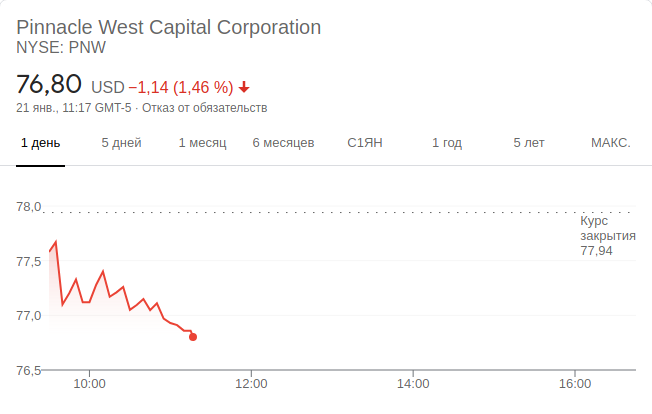 Pinnacle West Capital Corporation
NYSE: PNW
76,80 USD −1,14 (1,46 %)
21 янв., 11:17 GMT-5 · Отказ от обязательств
1 день 5 дней 1 месяц 6 месяцев С1ЯН 1 год 5 лет МАКС.
78,0
Курс
закрытия
77,94
77,5
77,0
76,5
10:00 12:00 14:00 16:00